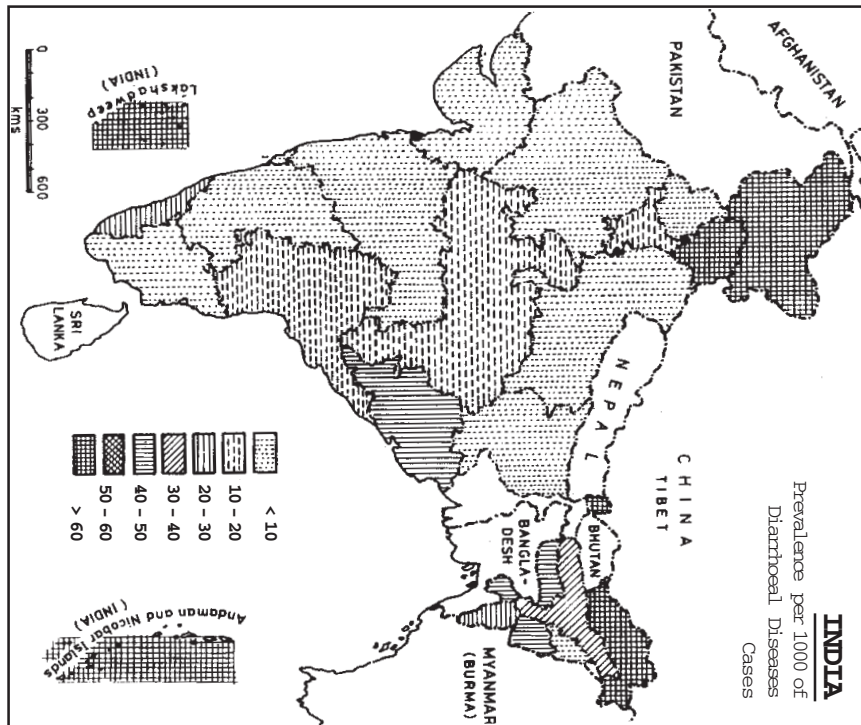 INDIA
Prevalence per 1000 of
Diarrhoeal Diseases
Cases
AFGHANISTAN
PAKISTAN
CHINA
TIBET
NEPAL
BHUTAN
BANGLA-
DESH
MYANMAR
(BURMA)
SRI
LANKA
Lakshadweep
(INDIA)
Andaman and Nicobar Islands
(INDIA)
< 10
10 - 20
20 - 30
30 - 40
40 - 50
50 - 60
> 60
0 300 600
kms